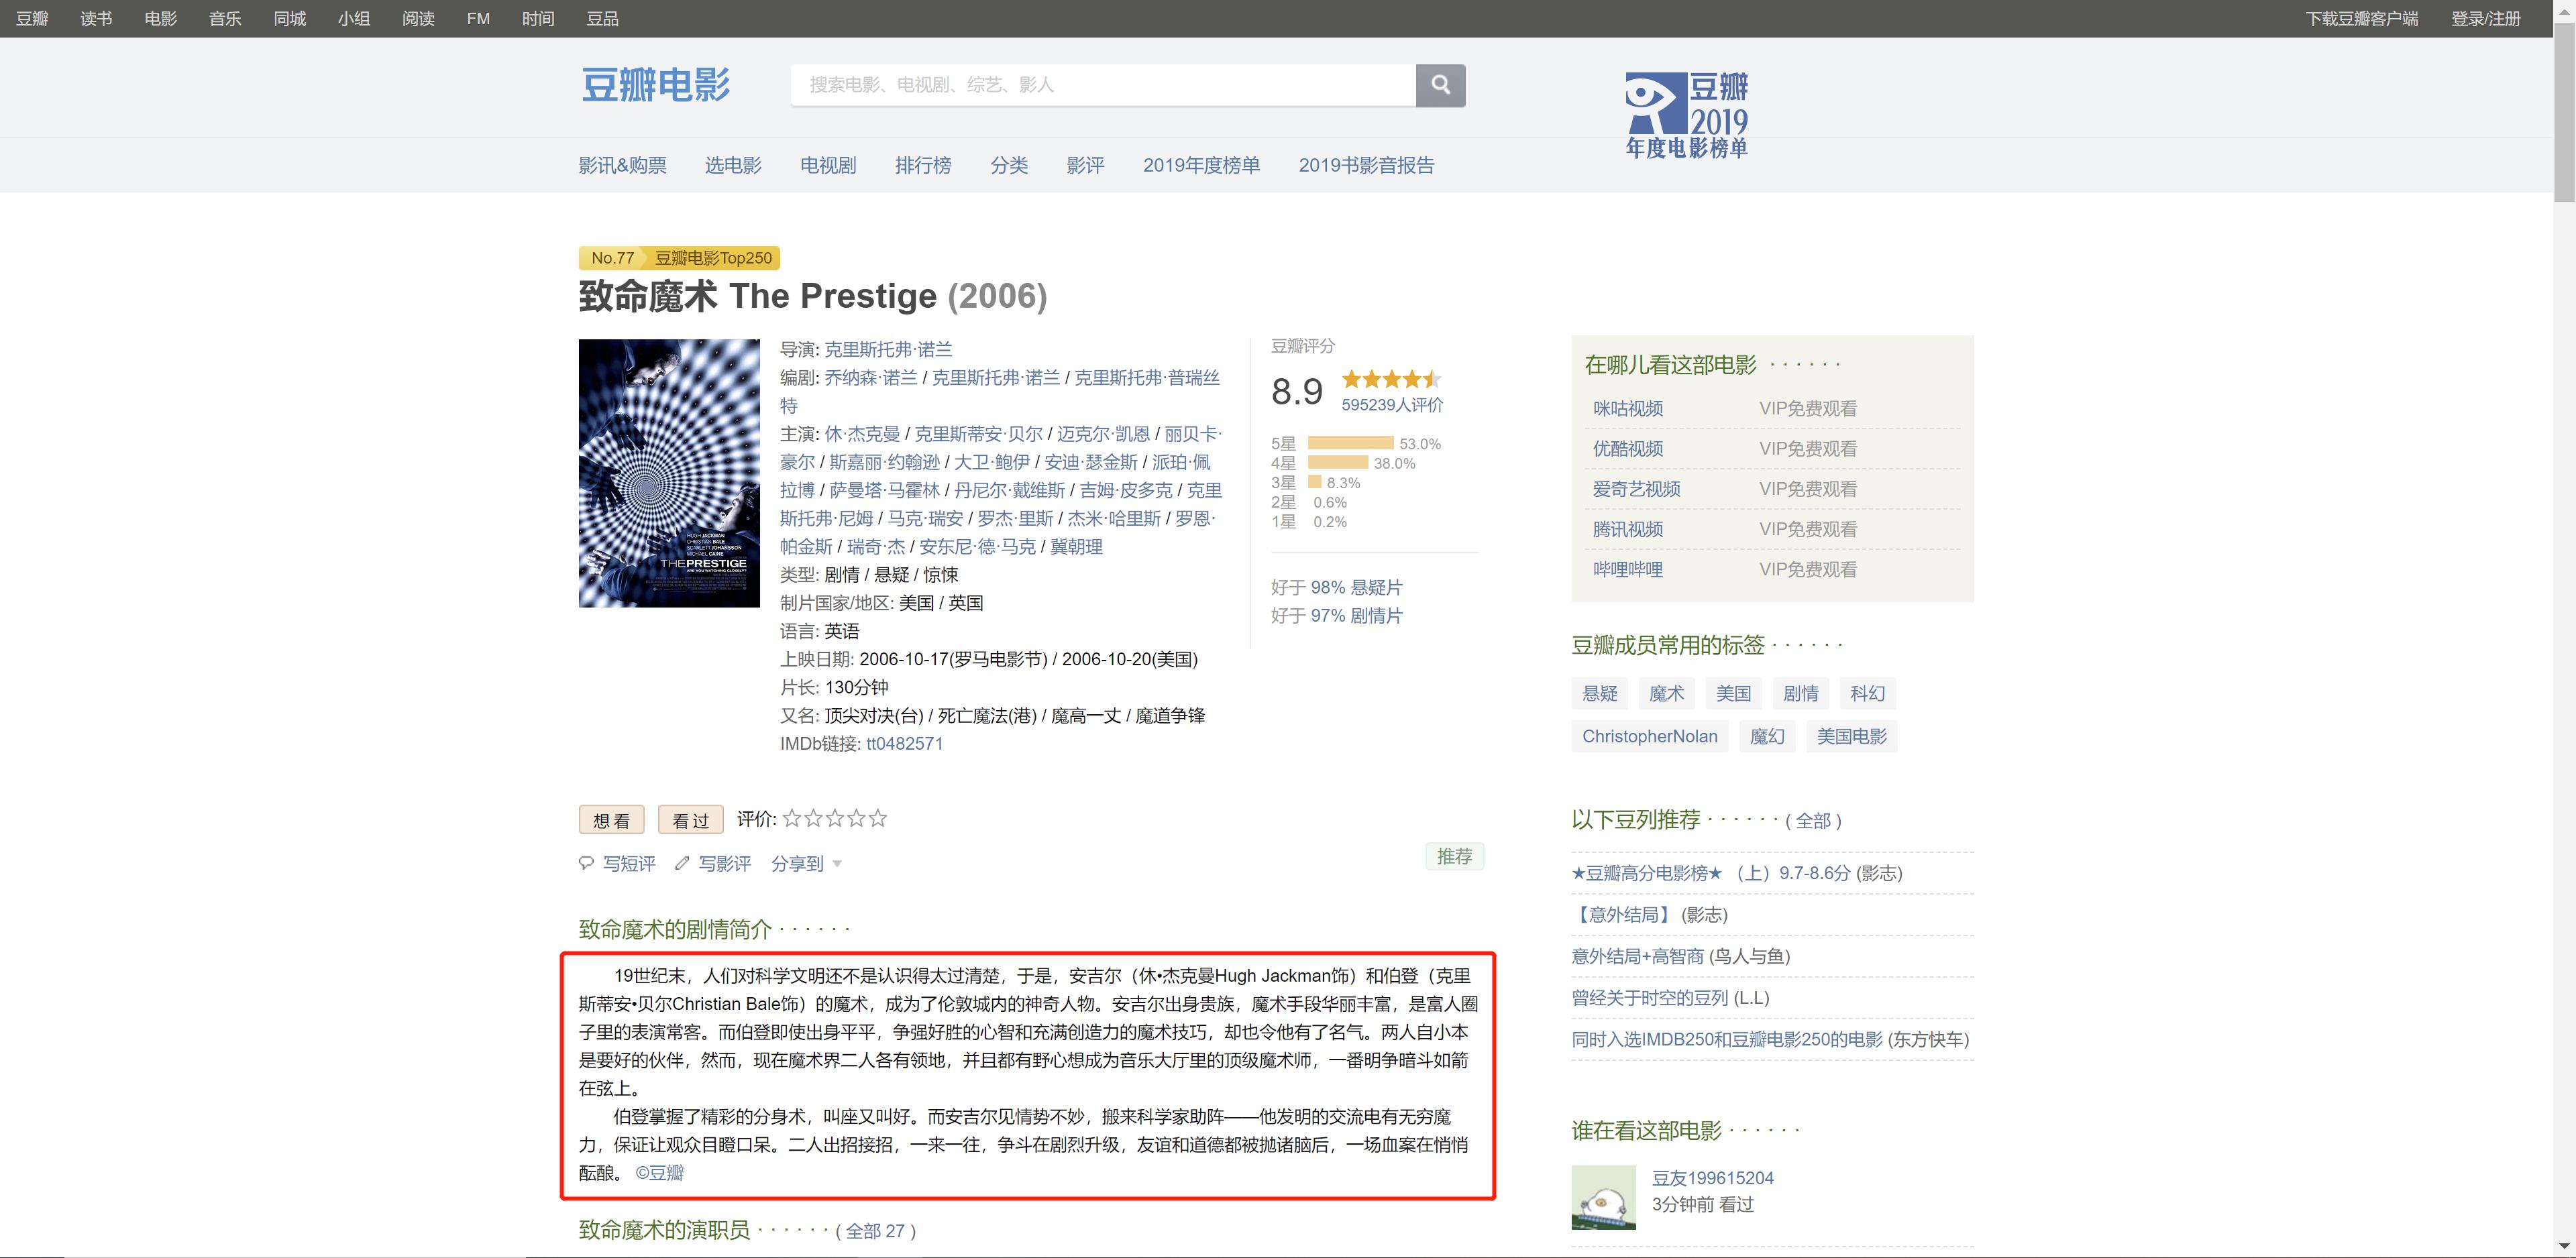 豆瓣 读书 电影 音乐 同城 小组 阅读 FM 时间 豆品 下载豆瓣客户端 登录/注册
豆瓣电影
搜索电影、电视剧、综艺、影人
豆瓣
2019
年度电影榜单
影讯&购票 选电影 电视剧 排行榜 分类 影评 2019年度榜单 2019书影音报告
No.77 豆瓣电影Top250
致命魔术 The Prestige (2006)
HUGH JACKMAN
CHRISTIAN BALE
SCARLETT JOHANSSON
MICHAEL CAINE
THE PRESTIGE
ARE YOU WATCHING CLOSELY?
导演: 克里斯托弗·诺兰
编剧: 乔纳森·诺兰 / 克里斯托弗·诺兰 / 克里斯托弗·普瑞丝
特
主演: 休·杰克曼 / 克里斯蒂安·贝尔 / 迈克尔·凯恩 / 丽贝卡·
豪尔 / 斯嘉丽·约翰逊 / 大卫·鲍伊 / 安迪·瑟金斯 / 派珀·佩
拉博 / 萨曼塔·马霍林 / 丹尼尔·戴维斯 / 吉姆·皮多克 / 克里
斯托弗·尼姆 / 马克·瑞安 / 罗杰·里斯 / 杰米·哈里斯 / 罗恩·
帕金斯 / 瑞奇·杰 / 安东尼·德·马克 / 冀朝理
类型: 剧情 / 悬疑 / 惊悚
制片国家/地区: 美国 / 英国
语言: 英语
上映日期: 2006-10-17(罗马电影节) / 2006-10-20(美国)
片长: 130分钟
又名: 顶尖对决(台) / 死亡魔法(港) / 魔高一丈 / 魔道争锋
IMDb链接: tt0482571
豆瓣评分
8.9
595239人评价
5星 53.0%
4星 38.0%
3星 8.3%
2星 0.6%
1星 0.2%
好于 98% 悬疑片
好于 97% 剧情片
想看 看过 评价:
写短评 写影评 分享到
推荐
致命魔术的剧情简介 · · · · · ·
19世纪末，人们对科学文明还不是认识得太过清楚，于是，安吉尔（休•杰克曼Hugh Jackman饰）和伯登（克里
斯蒂安•贝尔Christian Bale饰）的魔术，成为了伦敦城内的神奇人物。安吉尔出身贵族，魔术手段华丽丰富，是富人圈
子里的表演常客。而伯登即使出身平平，争强好胜的心智和充满创造力的魔术技巧，却也令他有了名气。两人自小本
是要好的伙伴，然而，现在魔术界二人各有领地，并且都有野心想成为音乐大厅里的顶级魔术师，一番明争暗斗如箭
在弦上。
伯登掌握了精彩的分身术，叫座又叫好。而安吉尔见情势不妙，搬来科学家助阵——他发明的交流电有无穷魔
力，保证让观众目瞪口呆。二人出招接招，一来一往，争斗在剧烈升级，友谊和道德都被抛诸脑后，一场血案在悄悄
酝酿。 ©豆瓣
致命魔术的演职员 · · · · · · ( 全部 27 )
在哪儿看这部电影 · · · · · ·
咪咕视频 VIP免费观看
优酷视频 VIP免费观看
爱奇艺视频 VIP免费观看
腾讯视频 VIP免费观看
哔哩哔哩 VIP免费观看
豆瓣成员常用的标签 · · · · · ·
悬疑 魔术 美国 剧情 科幻
ChristopherNolan 魔幻 美国电影
以下豆列推荐 · · · · · · ( 全部 )
★豆瓣高分电影榜★ （上）9.7-8.6分 (影志)
【意外结局】 (影志)
意外结局+高智商 (鸟人与鱼)
曾经关于时空的豆列 (L.L)
同时入选IMDB250和豆瓣电影250的电影 (东方快车)
谁在看这部电影 · · · · · ·
豆友199615204
3分钟前 看过